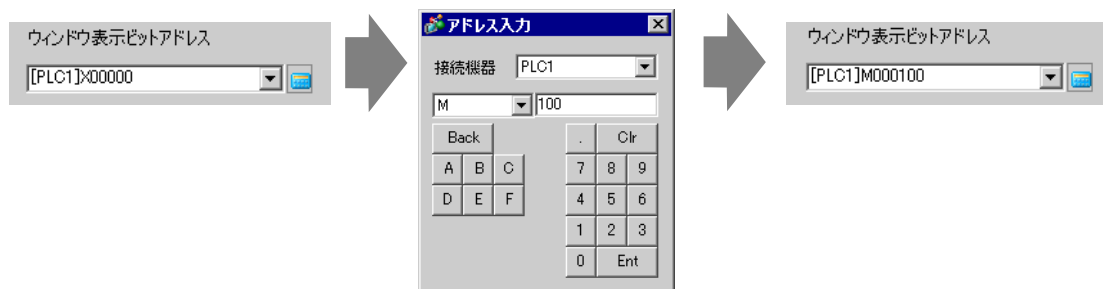 ウィンドウ表示ビットアドレス
[PLC1]X00000
アドレス入力
接続機器 PLC1
M 100
Back . Clr
A B C 7 8 9
D E F 4 5 6
1 2 3
0 Ent
ウィンドウ表示ビットアドレス
[PLC1]M000100